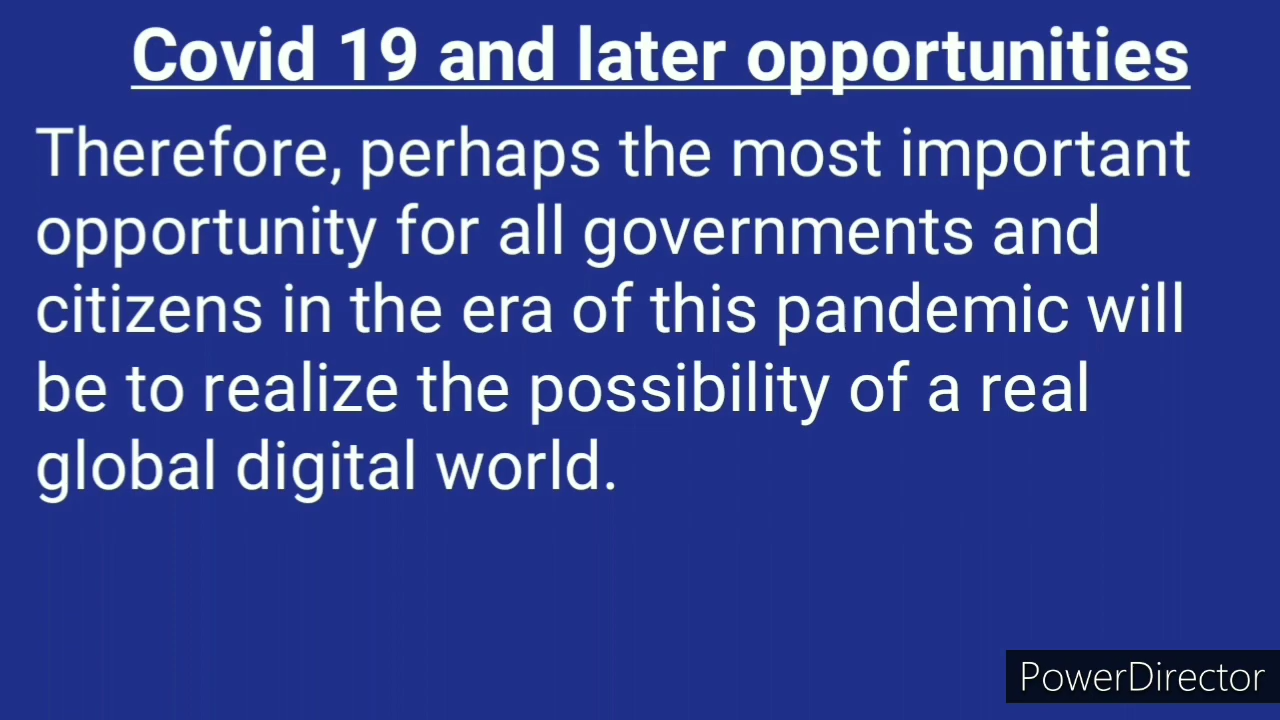 Covid 19 and later opportunities
Therefore, perhaps the most important
opportunity for all governments and
citizens in the era of this pandemic will
be to realize the possibility of a real
global digital world.
PowerDirector